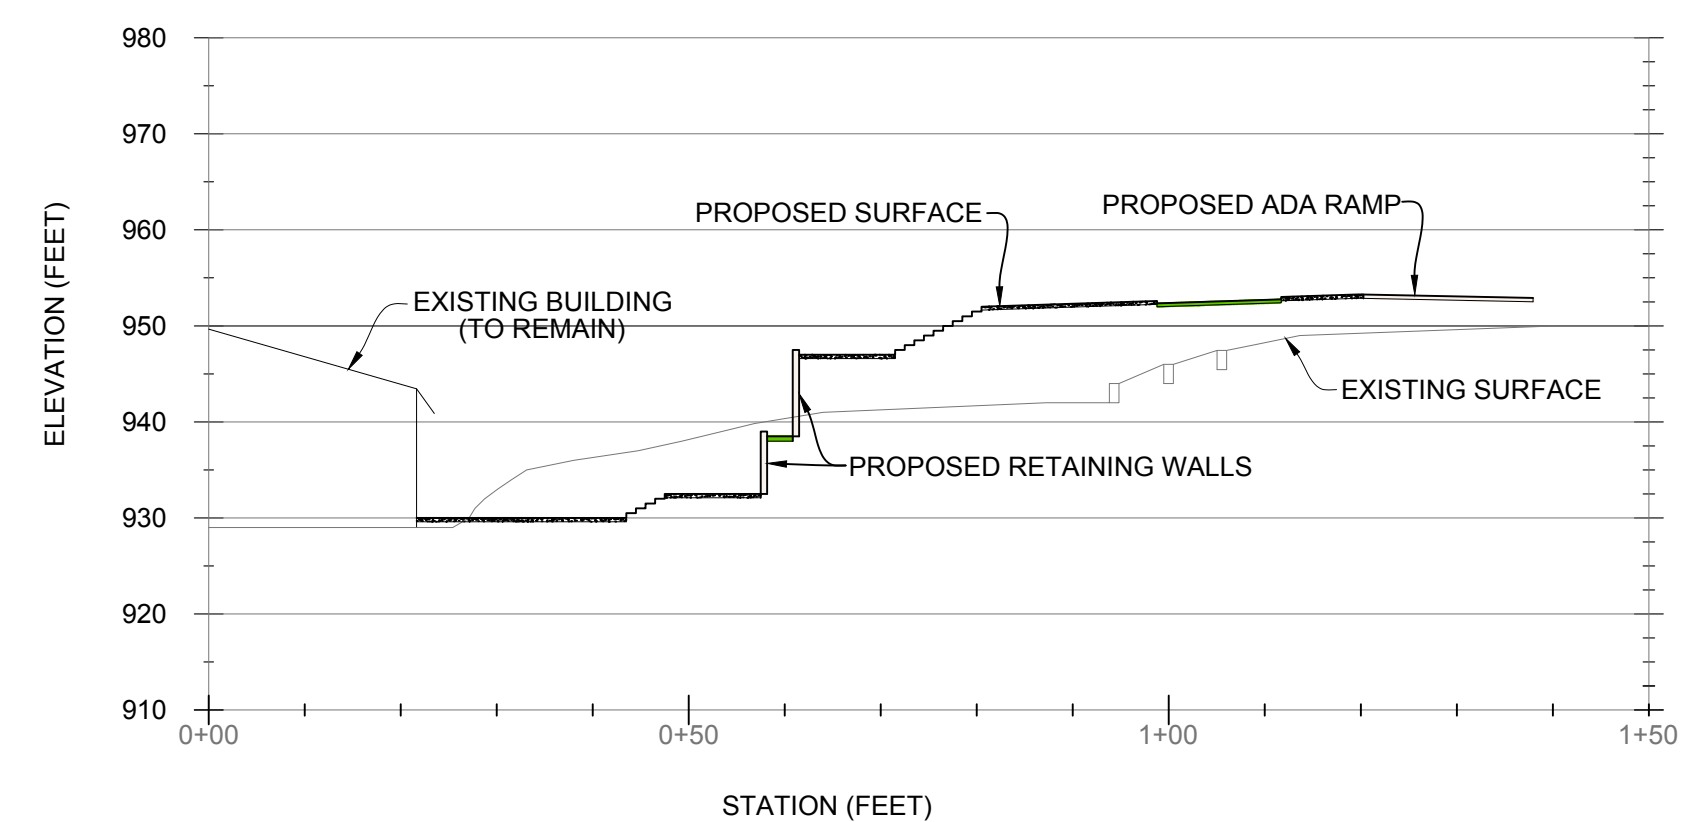 980
970
960
950
940
930
920
910
ELEVATION (FEET)
PROPOSED SURFACE
PROPOSED ADA RAMP
EXISTING BUILDING
(TO REMAIN)
EXISTING SURFACE
PROPOSED RETAINING WALLS
0+00
0+50
1+00
1+50
STATION (FEET)